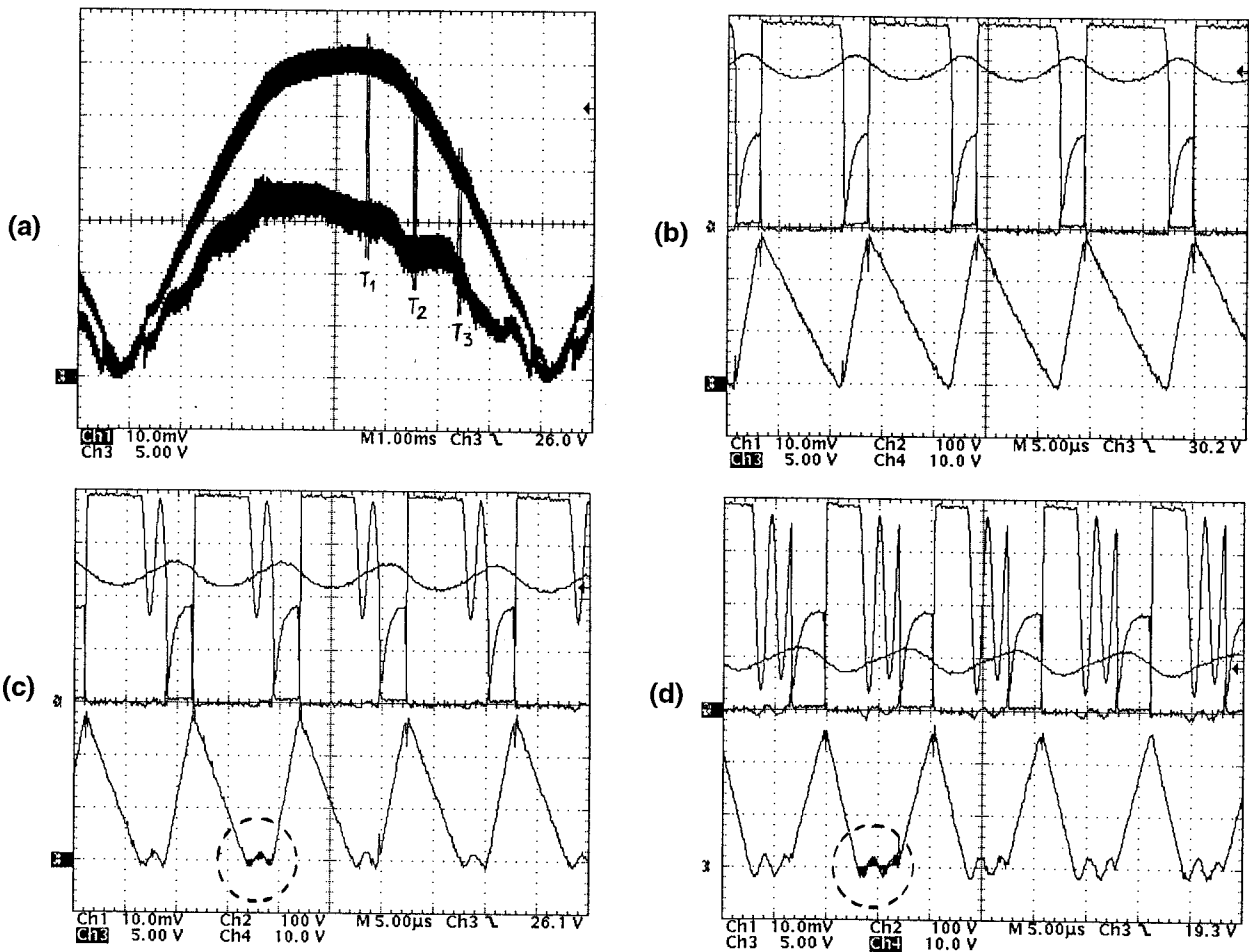 (a)
T1
T2
T3
Ch1 10.0mV M 1.00ms Ch3 26.0 V
Ch3 5.00 V
(b)
Ch1 10.0mV Ch2 100 V M 5.00µs Ch3 30.2 V
Ch3 5.00 V Ch4 10.0 V
(c)
Ch1 10.0mV Ch2 100 V M 5.00µs Ch3 26.1 V
Ch3 5.00 V Ch4 10.0 V
(d)
3
Ch1 10.0mV Ch2 100 V M 5.00µs Ch3 19.3 V
Ch3 5.00 V Ch4 10.0 V